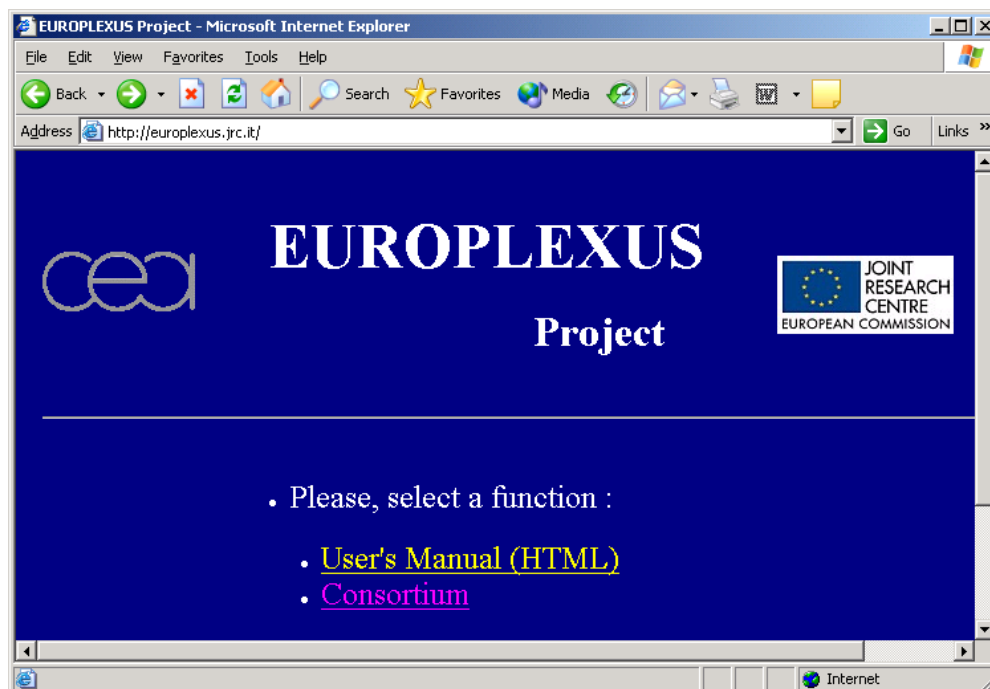 EUROPLEXUS Project - Microsoft Internet Explorer
File Edit View Favorites Tools Help
Back Search Favorites Media
Address http://europlexus.jrc.it/ Go Links »
cea
EUROPLEXUS
Project
JOINT
RESEARCH
CENTRE
EUROPEAN COMMISSION
• Please, select a function :
• User's Manual (HTML)
• Consortium
Internet